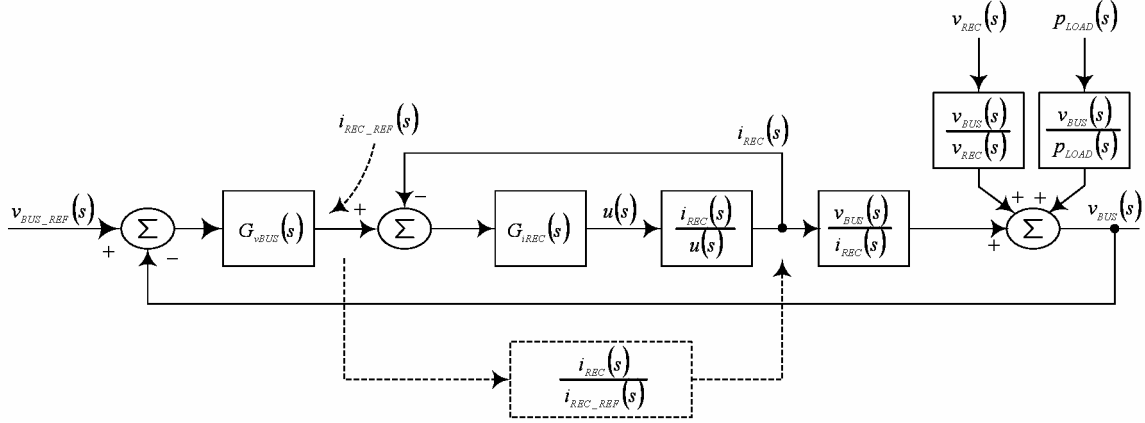 v_REC(s) p_LOAD(s)
v_BUS(s) v_BUS(s)
v_REC(s) p_LOAD(s)
i_REC_REF(s) i_REC(s)
v_BUS_REF(s) + Σ − G_vBUS(s) + Σ − G_iREC(s) u(s) i_REC(s) v_BUS(s) + + + Σ v_BUS(s)
u(s) i_REC(s)
i_REC(s)
i_REC_REF(s)